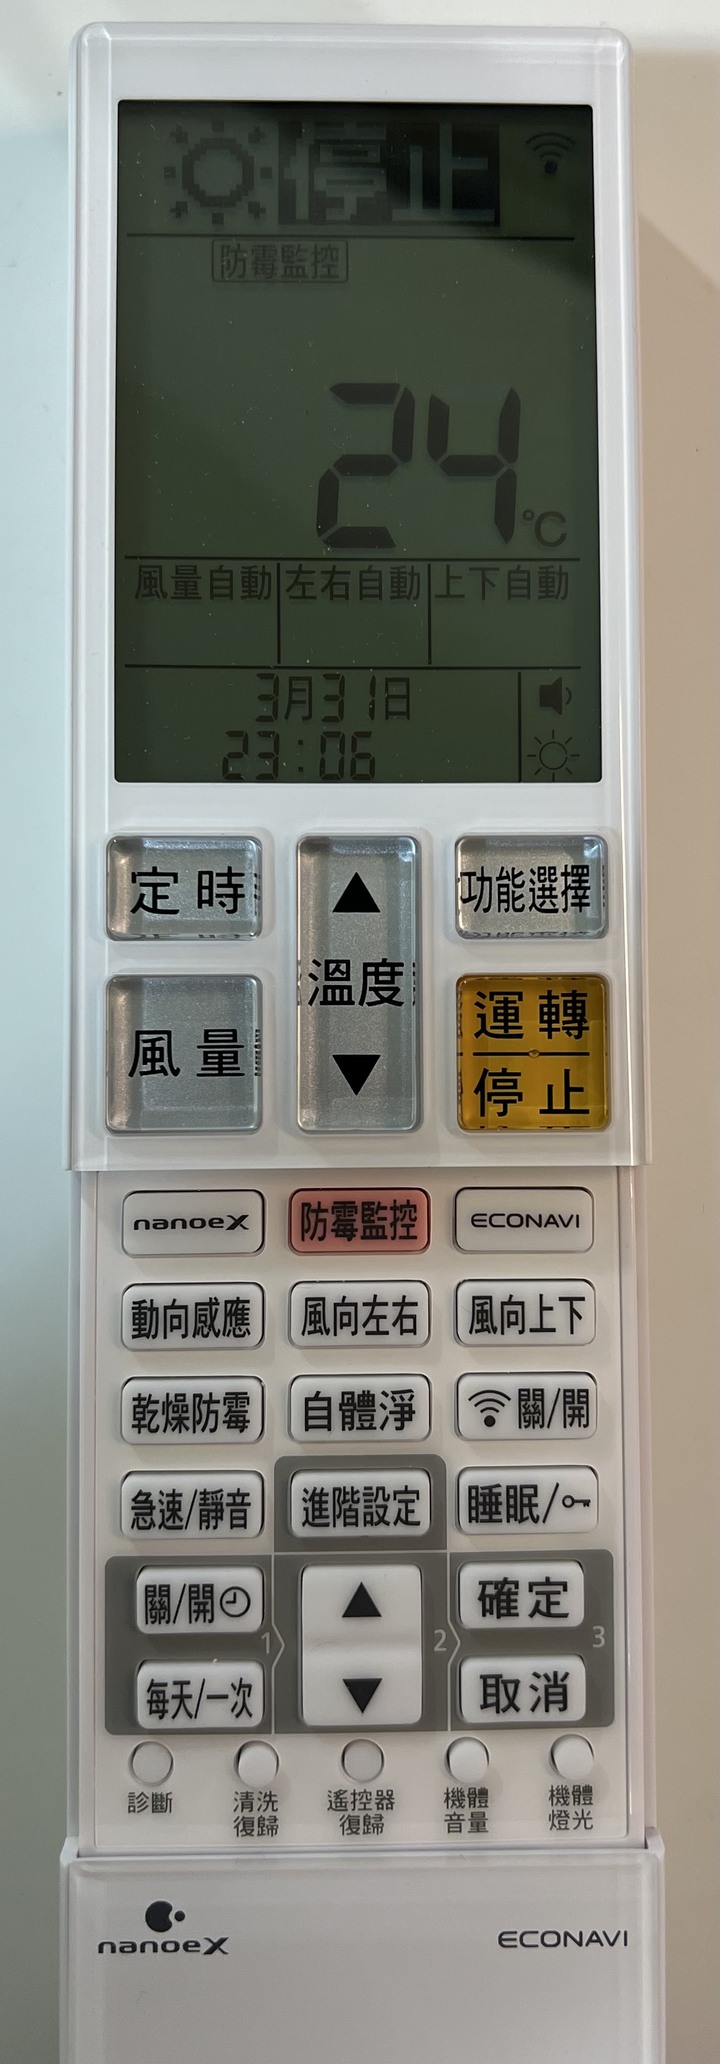 停止
防霉監控
24°C
風量自動 左右自動 上下自動
3月31日
23:06
定時
功能選擇
▲
溫度
▼
風量
運轉
停止
nanoeX 防霉監控 ECONAVI
動向感應 風向左右 風向上下
乾燥防霉 自體淨 關/開
急速/靜音 進階設定 睡眠/
關/開 ▲ 確定
1 2 3
每天/一次 ▼ 取消
診斷 清洗復歸 遙控器復歸 機體音量 機體燈光
nanoeX ECONAVI